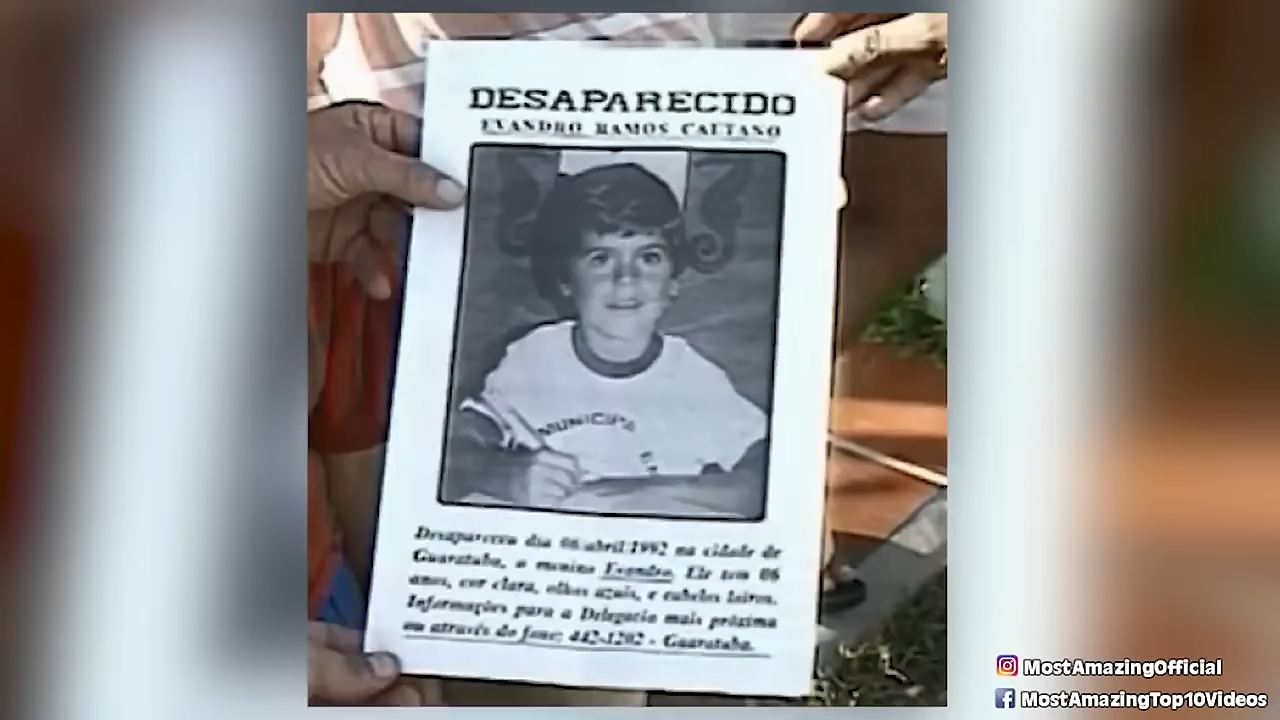 DESAPARECIDO
EVANDRO RAMOS CAETANO
MUNICIPA
Desapareceu dia 06/abril/1992 na cidade de
Guaratuba, o menino Evandro. Ele tem 06
anos, cor clara, olhos azuis, e cabelos loiros.
Informações para a Delegacia mais próxima
ou através do fone: 442-1202 - Guaratuba.
MostAmazingOfficial
MostAmazingTop10Videos